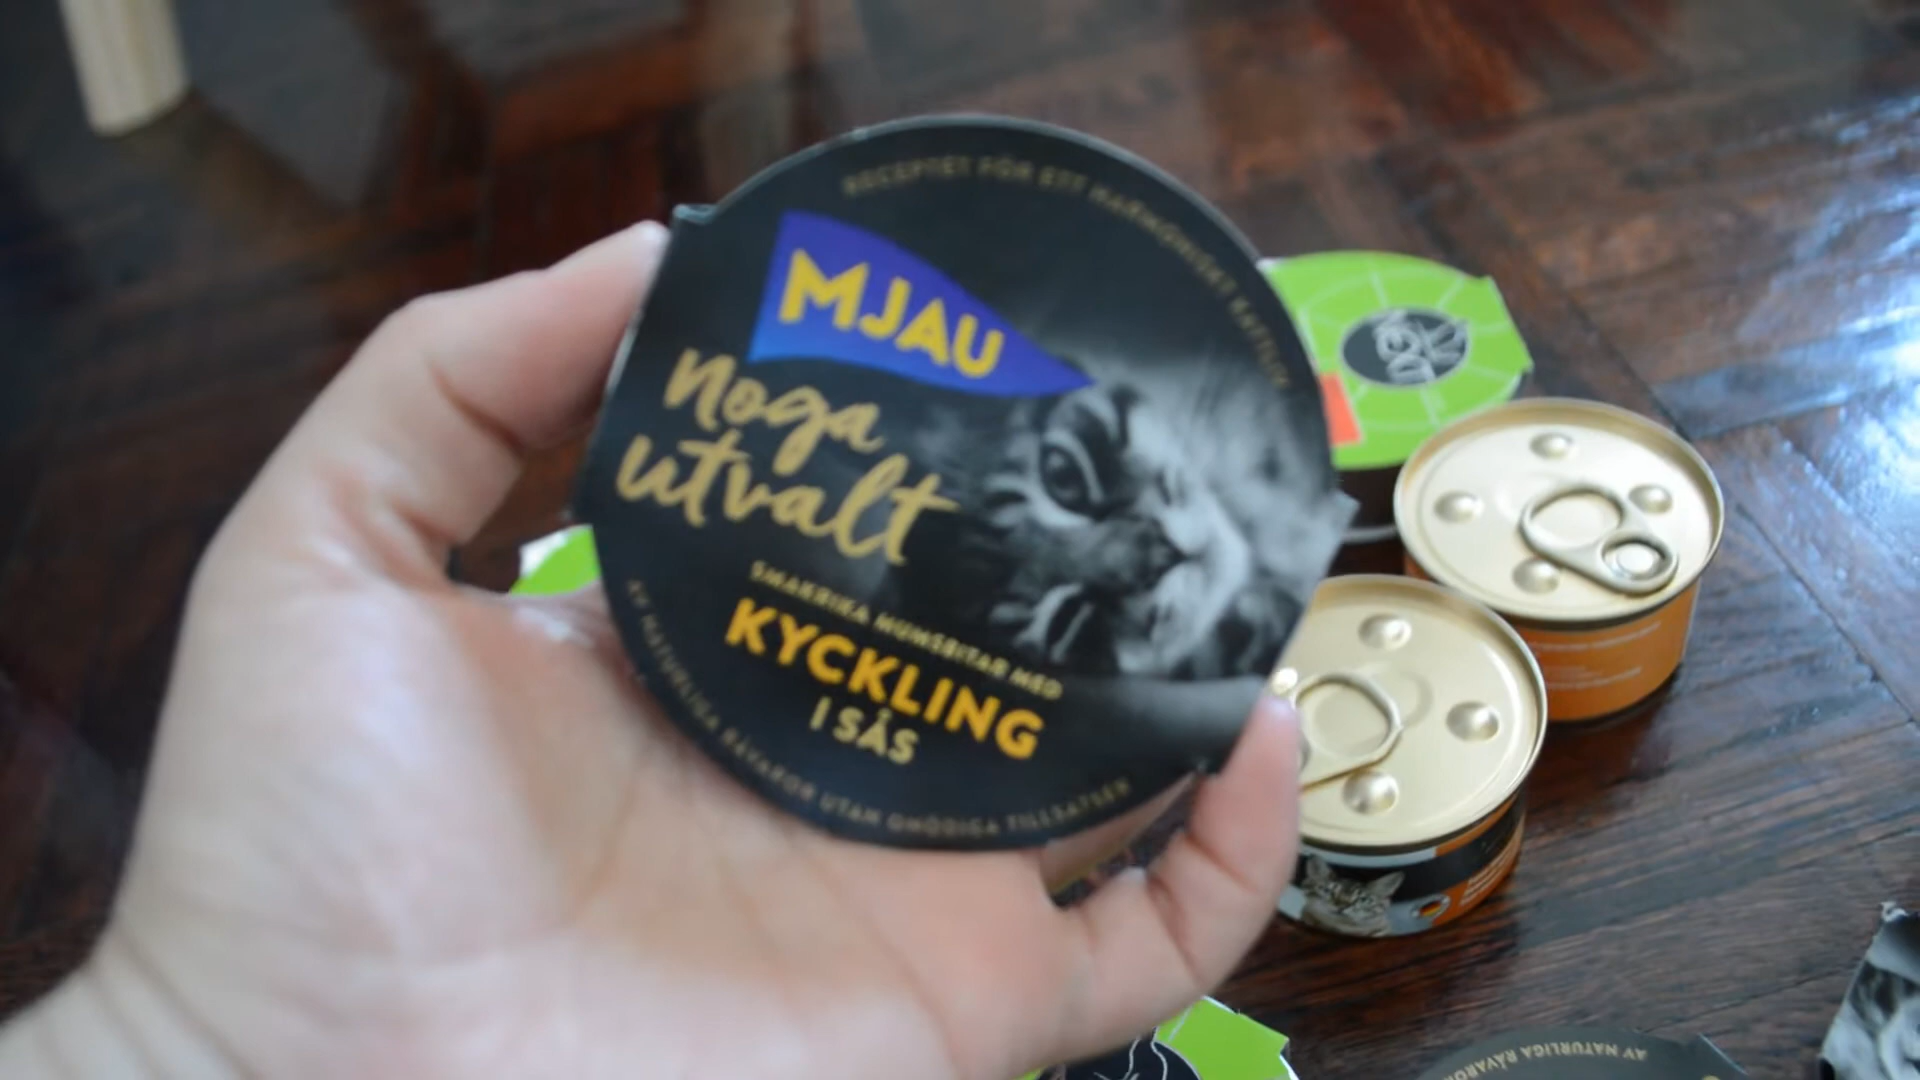 RECEPTET FÖR ETT HARMONISKT KATTLIV
MJAU
Noga
utvalt
SMAKRIKA MUMSBITAR MED
KYCKLING
I SÅS
AV NATURLIGA RÅVAROR UTAN ONÖDIGA TILLSATSER
AV NATURLIGA RÅVAROR